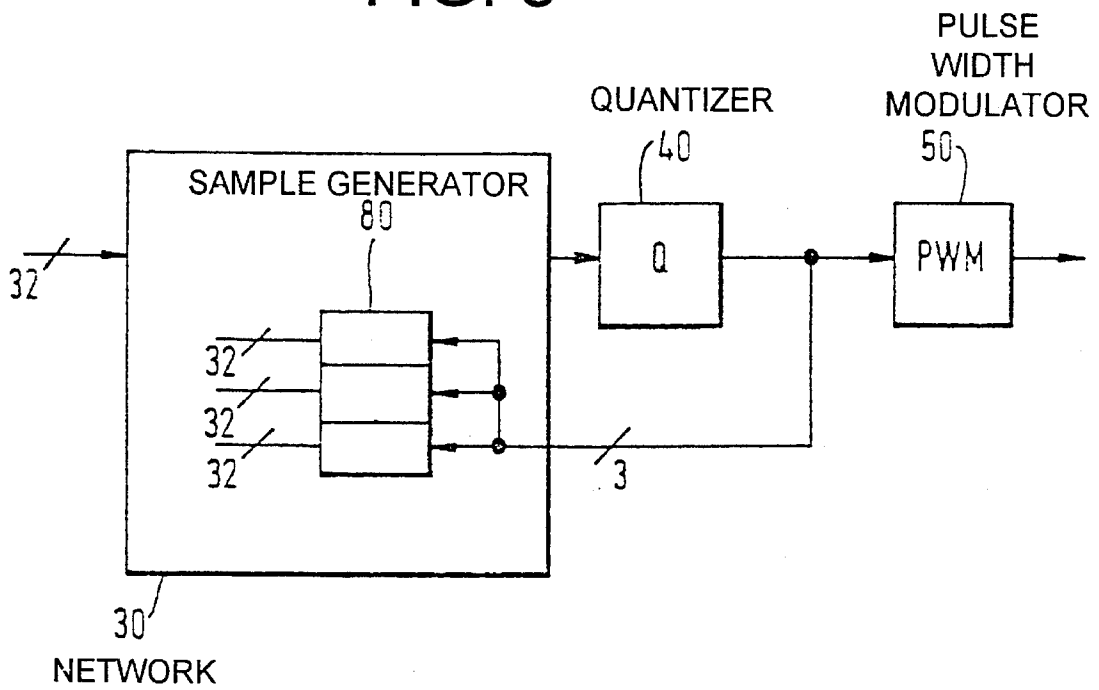 PULSE
WIDTH
MODULATOR
QUANTIZER
40
50
SAMPLE GENERATOR
80
32
Q
PWM
32
32
32
3
30
NETWORK